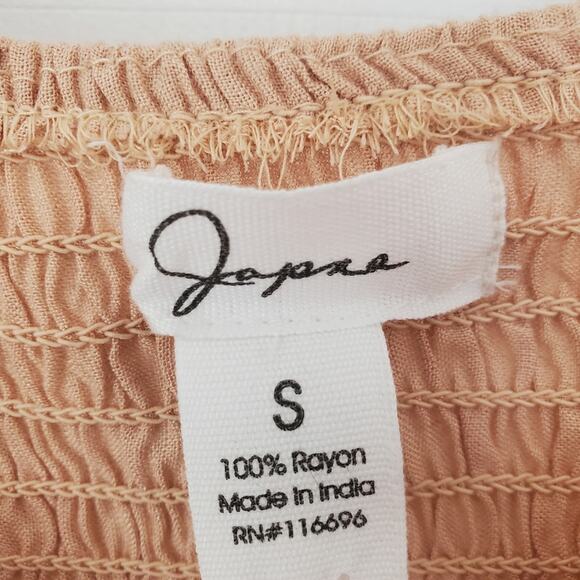 Japna
S
100% Rayon
Made In India
RN#116696